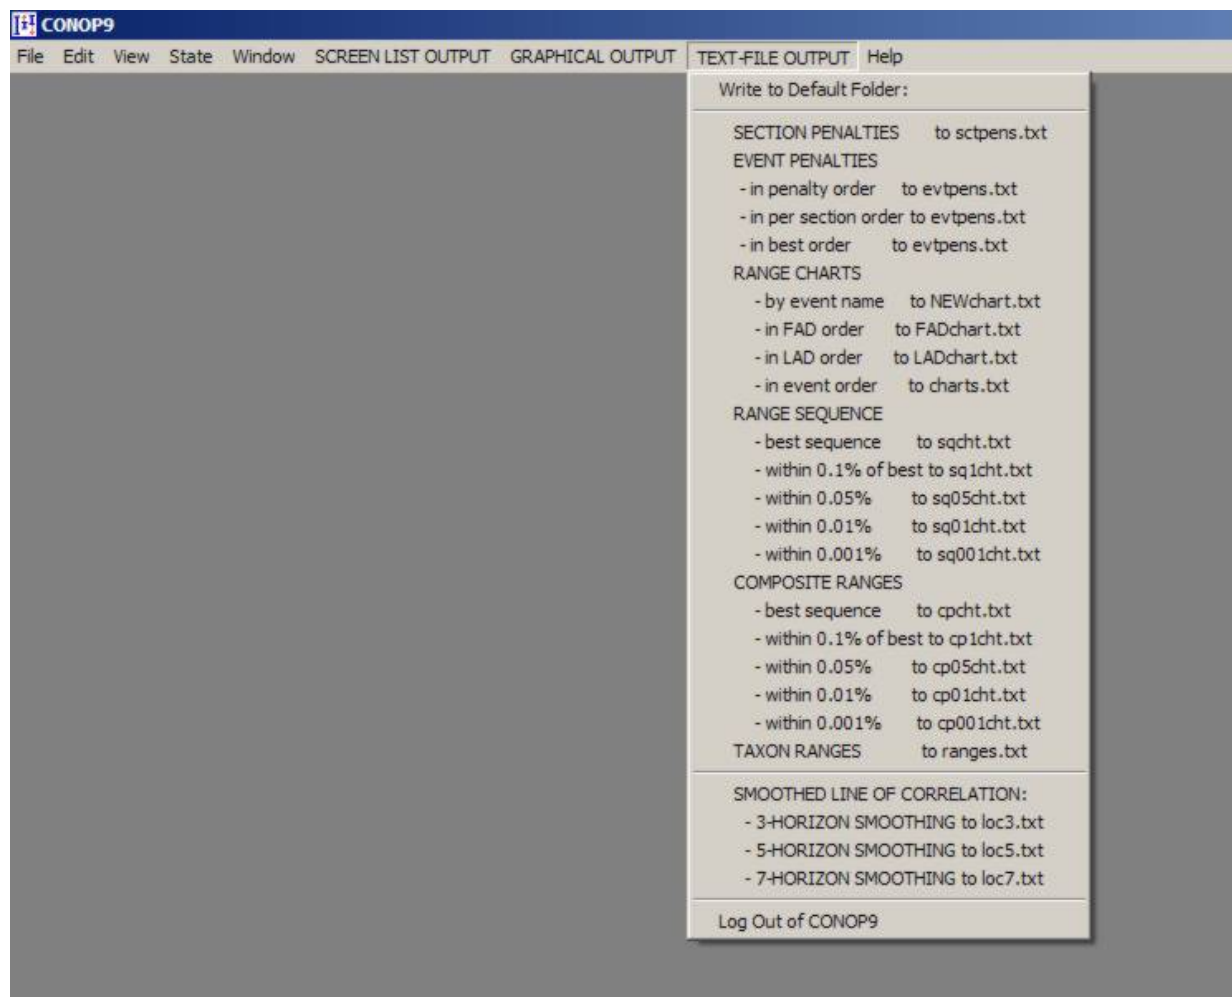 CONOP9
File Edit View State Window SCREEN LIST OUTPUT GRAPHICAL OUTPUT TEXT-FILE OUTPUT Help
Write to Default Folder:
SECTION PENALTIES to sctpens.txt
EVENT PENALTIES
- in penalty order to evtpens.txt
- in per section order to evtpens.txt
- in best order to evtpens.txt
RANGE CHARTS
- by event name to NEWchart.txt
- in FAD order to FADchart.txt
- in LAD order to LADchart.txt
- in event order to charts.txt
RANGE SEQUENCE
- best sequence to sqcht.txt
- within 0.1% of best to sq1cht.txt
- within 0.05% to sq05cht.txt
- within 0.01% to sq01cht.txt
- within 0.001% to sq001cht.txt
COMPOSITE RANGES
- best sequence to cpcht.txt
- within 0.1% of best to cp1cht.txt
- within 0.05% to cp05cht.txt
- within 0.01% to cp01cht.txt
- within 0.001% to cp001cht.txt
TAXON RANGES to ranges.txt
SMOOTHED LINE OF CORRELATION:
- 3-HORIZON SMOOTHING to loc3.txt
- 5-HORIZON SMOOTHING to loc5.txt
- 7-HORIZON SMOOTHING to loc7.txt
Log Out of CONOP9